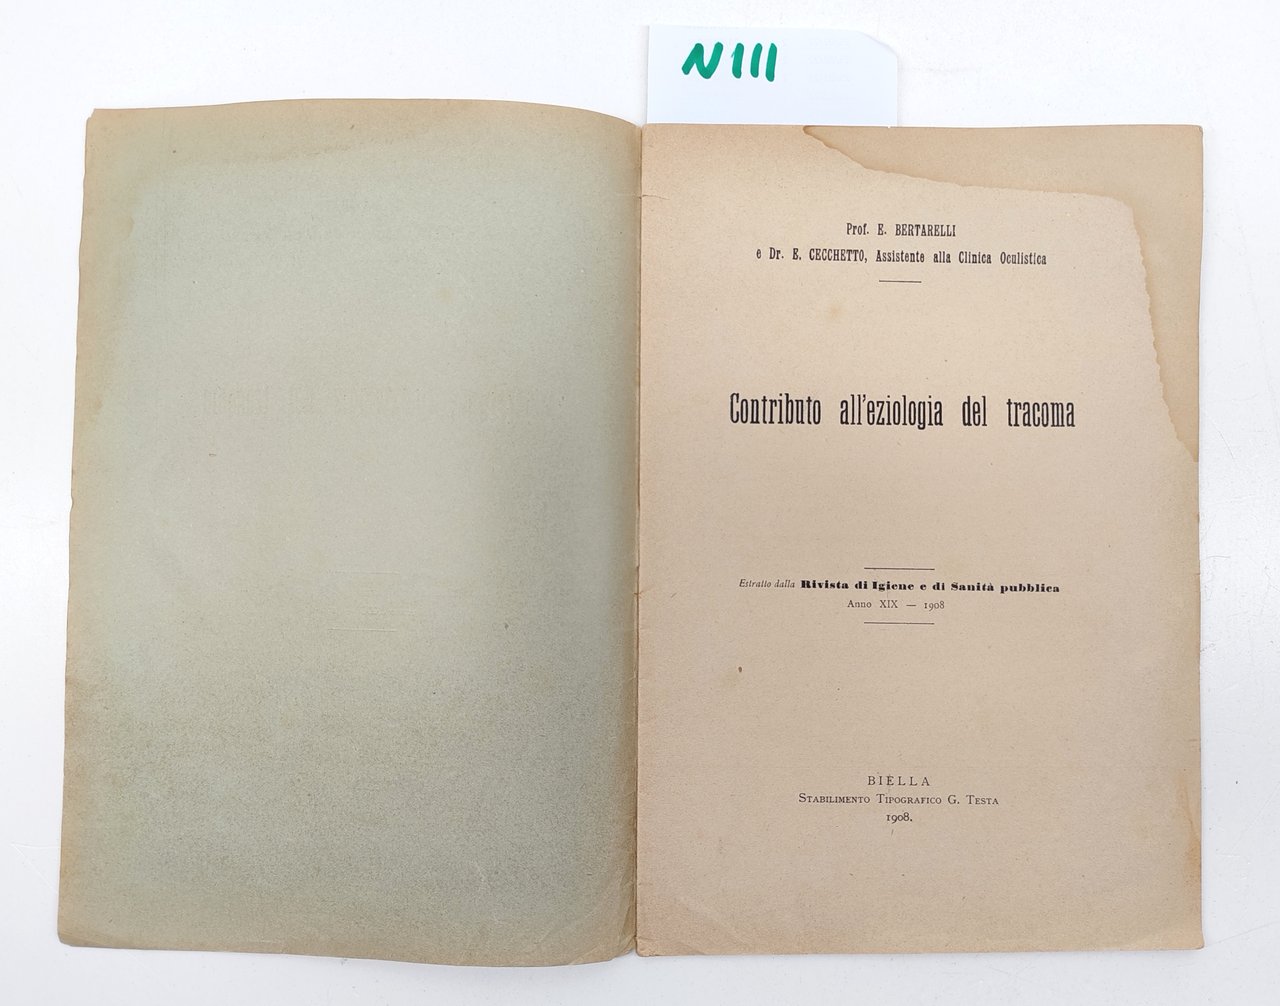 N111
Prof. E. BERTARELLI
e Dr. E. CECCHETTO, Assistente alla Clinica Oculistica
Contributo all'eziologia del tracoma
Estratto dalla Rivista di Igiene e di Sanità pubblica
Anno XIX — 1908
BIELLA
STABILIMENTO TIPOGRAFICO G. TESTA
1908.